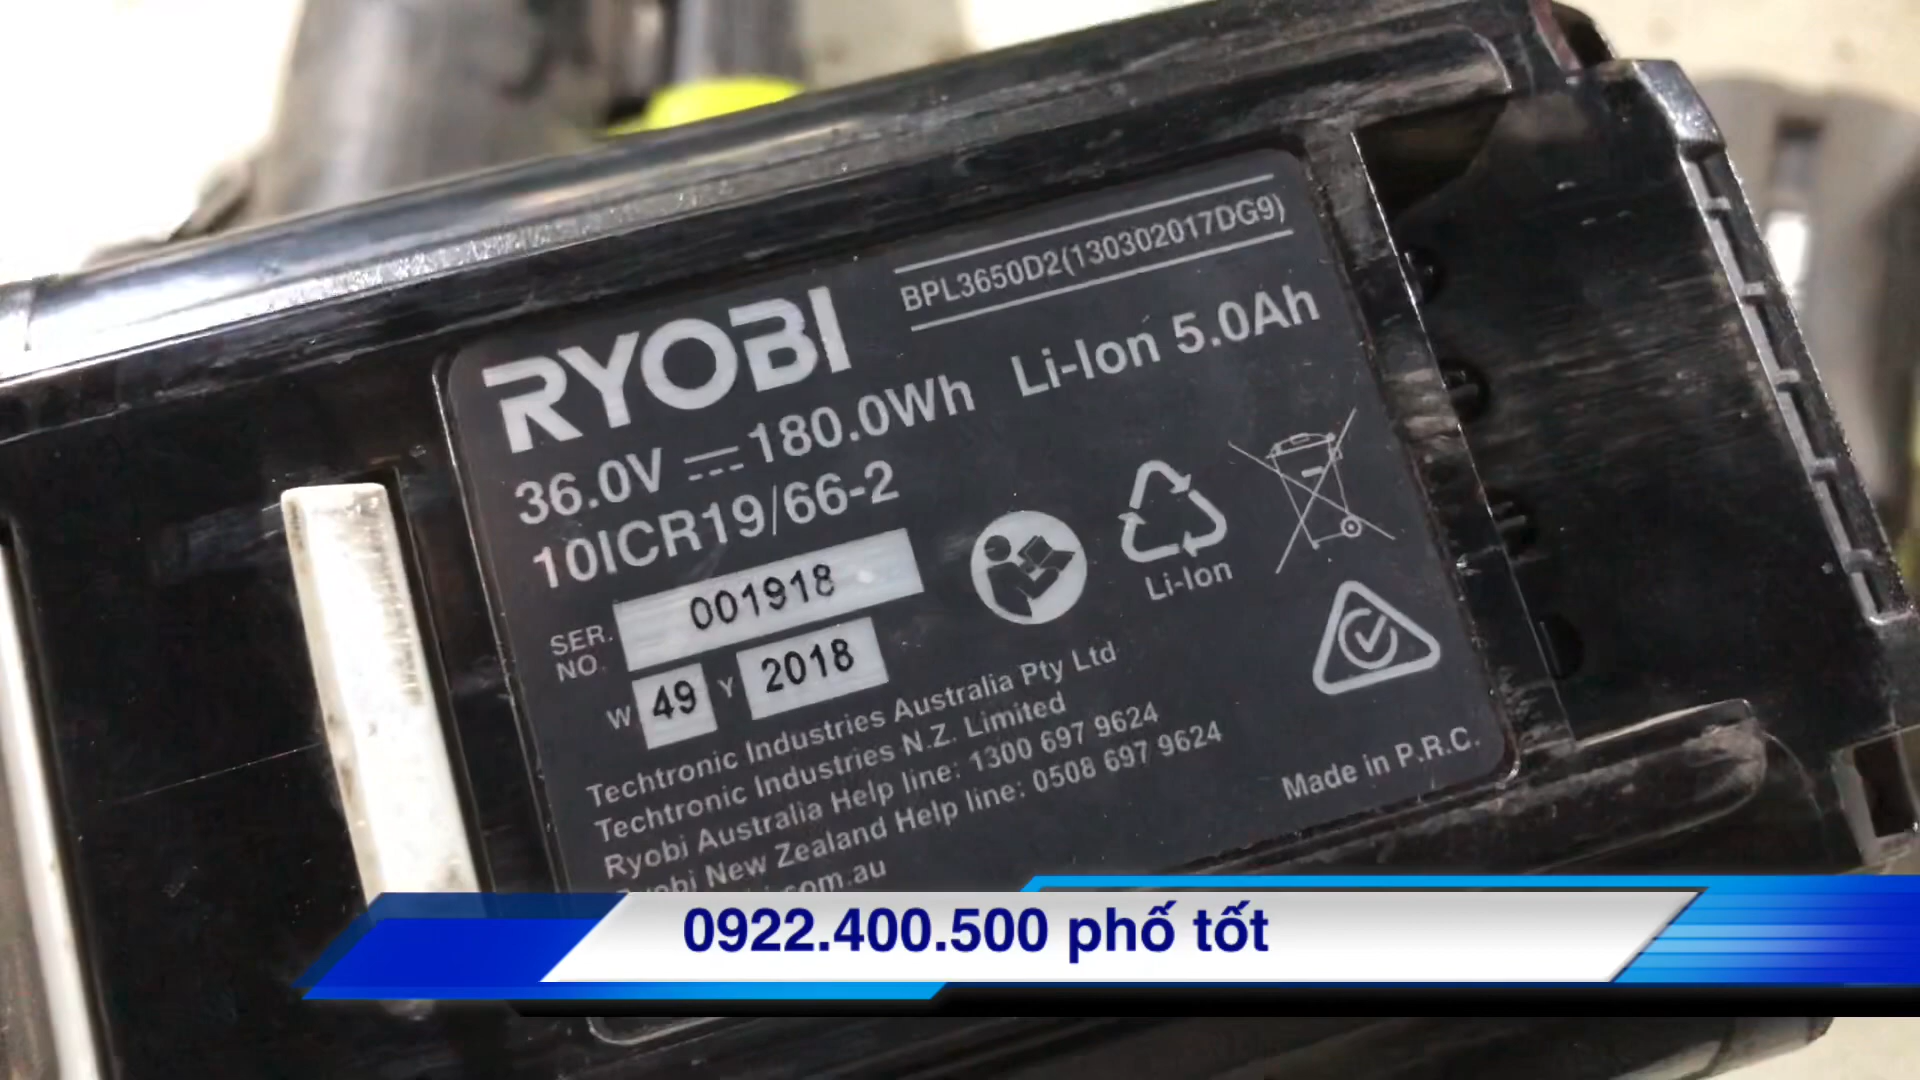 BPL3650D2(130302017DG9)
RYOBI
36.0V 180.0Wh Li-Ion 5.0Ah
10ICR19/66-2
SER. NO. 001918
W 49 Y 2018
Li-Ion
Techtronic Industries Australia Pty Ltd
Techtronic Industries N.Z. Limited
Ryobi Australia Help line: 1300 697 9624
Ryobi New Zealand Help line: 0508 697 9624
.com.au
Made in P.R.C.
0922.400.500 phố tốt